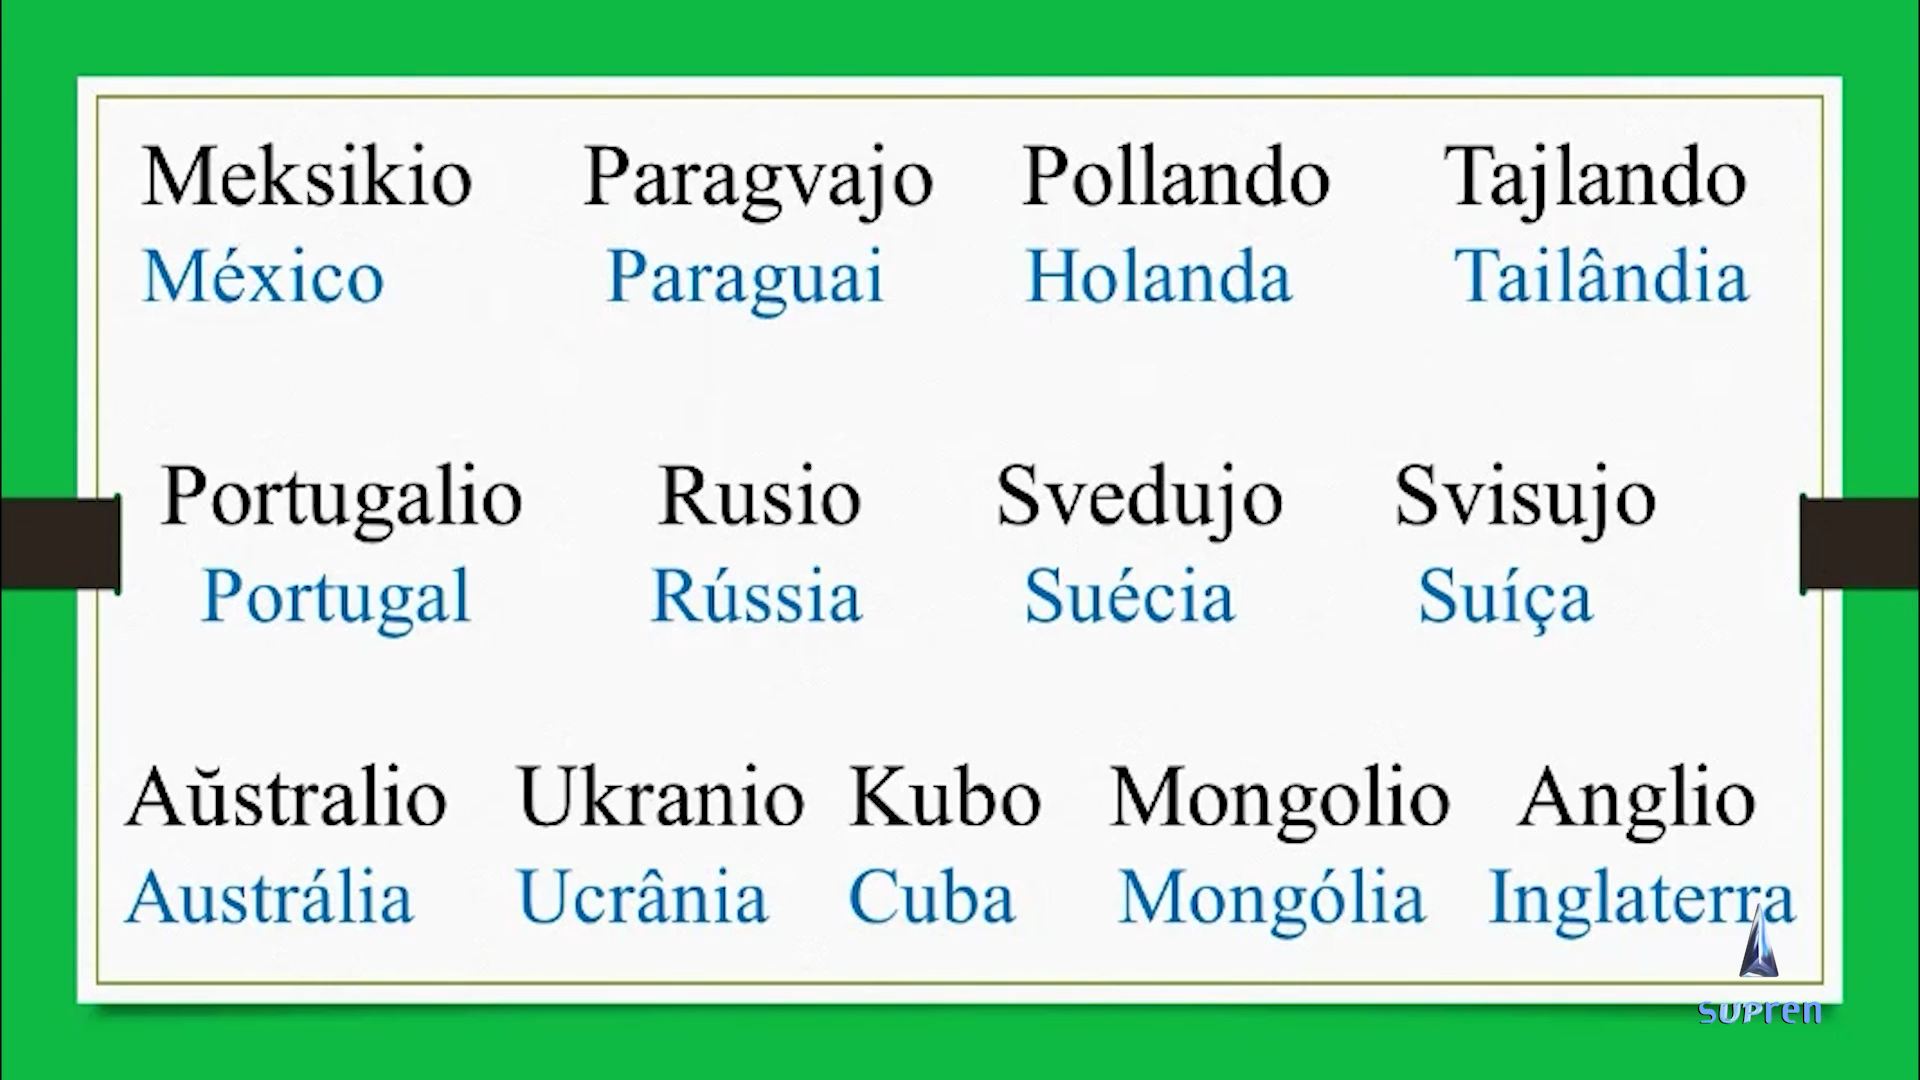 Meksikio Paragvajo Pollando Tajlando
México Paraguai Holanda Tailândia
Portugalio Rusio Svedujo Svisujo
Portugal Rússia Suécia Suíça
Aŭstralio Ukranio Kubo Mongolio Anglio
Austrália Ucrânia Cuba Mongólia Inglaterra
supren